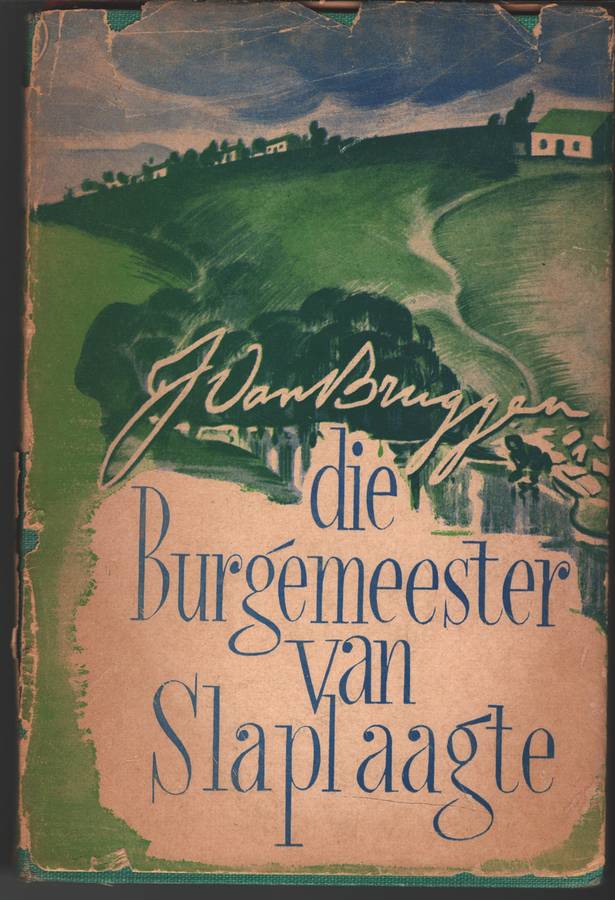 J Van Bruggen
die
Burgemeester
van
Slaplaagte